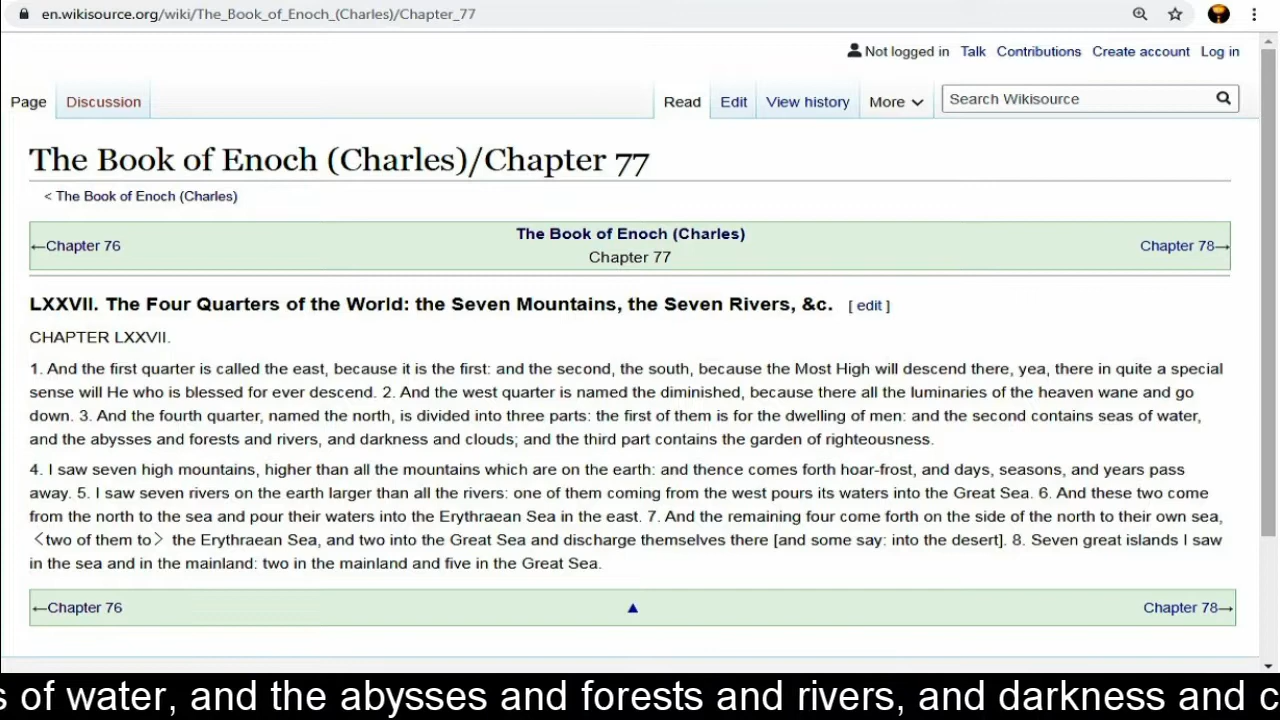 en.wikisource.org/wiki/The_Book_of_Enoch_(Charles)/Chapter_77
Not logged in Talk Contributions Create account Log in
Page Discussion Read Edit View history More Search Wikisource
The Book of Enoch (Charles)/Chapter 77
< The Book of Enoch (Charles)
The Book of Enoch (Charles)
←Chapter 76 Chapter 78→
Chapter 77
LXXVII. The Four Quarters of the World: the Seven Mountains, the Seven Rivers, &c. [ edit ]
CHAPTER LXXVII.
1. And the first quarter is called the east, because it is the first: and the second, the south, because the Most High will descend there, yea, there in quite a special
sense will He who is blessed for ever descend. 2. And the west quarter is named the diminished, because there all the luminaries of the heaven wane and go
down. 3. And the fourth quarter, named the north, is divided into three parts: the first of them is for the dwelling of men: and the second contains seas of water,
and the abysses and forests and rivers, and darkness and clouds; and the third part contains the garden of righteousness.
4. I saw seven high mountains, higher than all the mountains which are on the earth: and thence comes forth hoar-frost, and days, seasons, and years pass
away. 5. I saw seven rivers on the earth larger than all the rivers: one of them coming from the west pours its waters into the Great Sea. 6. And these two come
from the north to the sea and pour their waters into the Erythraean Sea in the east. 7. And the remaining four come forth on the side of the north to their own sea,
〈two of them to〉 the Erythraean Sea, and two into the Great Sea and discharge themselves there [and some say: into the desert]. 8. Seven great islands I saw
in the sea and in the mainland: two in the mainland and five in the Great Sea.
←Chapter 76 ▲ Chapter 78→
s of water, and the abysses and forests and rivers, and darkness and c